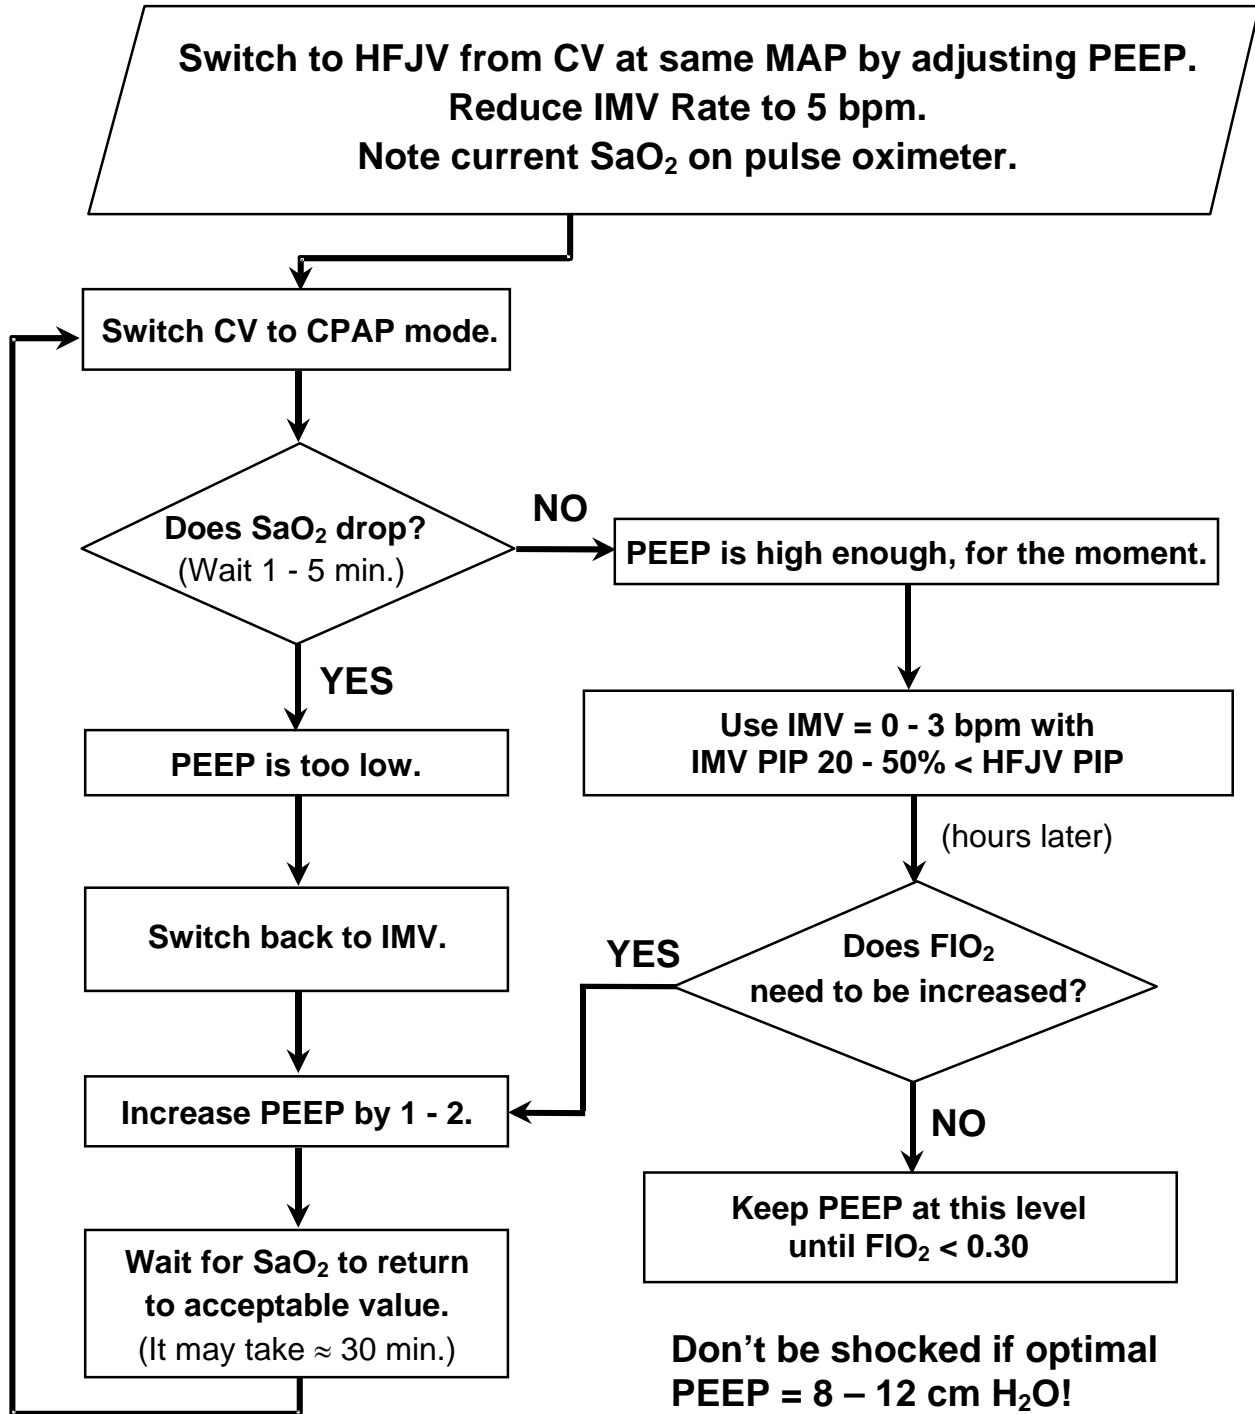 Switch to HFJV from CV at same MAP by adjusting PEEP.
Reduce IMV Rate to 5 bpm.
Note current SaO₂ on pulse oximeter.
Switch CV to CPAP mode.
Does SaO₂ drop?
(Wait 1 - 5 min.)
NO
PEEP is high enough, for the moment.
YES
PEEP is too low.
Use IMV = 0 - 3 bpm with
IMV PIP 20 - 50% < HFJV PIP
(hours later)
Switch back to IMV.
YES
Does FIO₂
need to be increased?
Increase PEEP by 1 - 2.
NO
Wait for SaO₂ to return
to acceptable value.
(It may take ≈ 30 min.)
Keep PEEP at this level
until FIO₂ < 0.30
Don’t be shocked if optimal
PEEP = 8 – 12 cm H₂O!